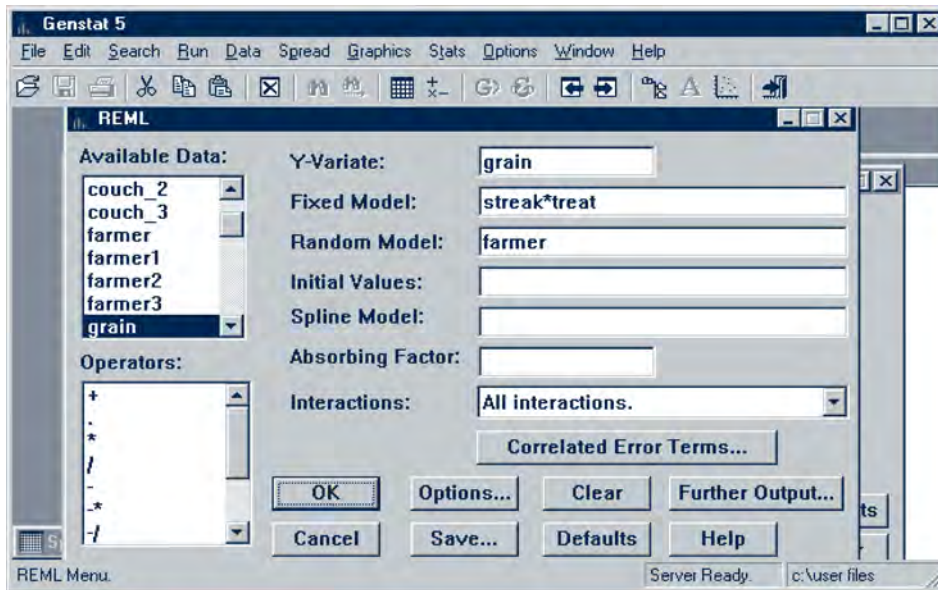 Genstat 5
File Edit Search Run Data Spread Graphics Stats Options Window Help
REML
Available Data:
couch_2
couch_3
farmer
farmer1
farmer2
farmer3
grain
Operators:
+
.
*
/
-
-*
-/
Y-Variate: grain
Fixed Model: streak*treat
Random Model: farmer
Initial Values:
Spline Model:
Absorbing Factor:
Interactions: All interactions.
Correlated Error Terms...
OK Options... Clear Further Output...
Cancel Save... Defaults Help
ts
REML Menu. Server Ready. c:\user files